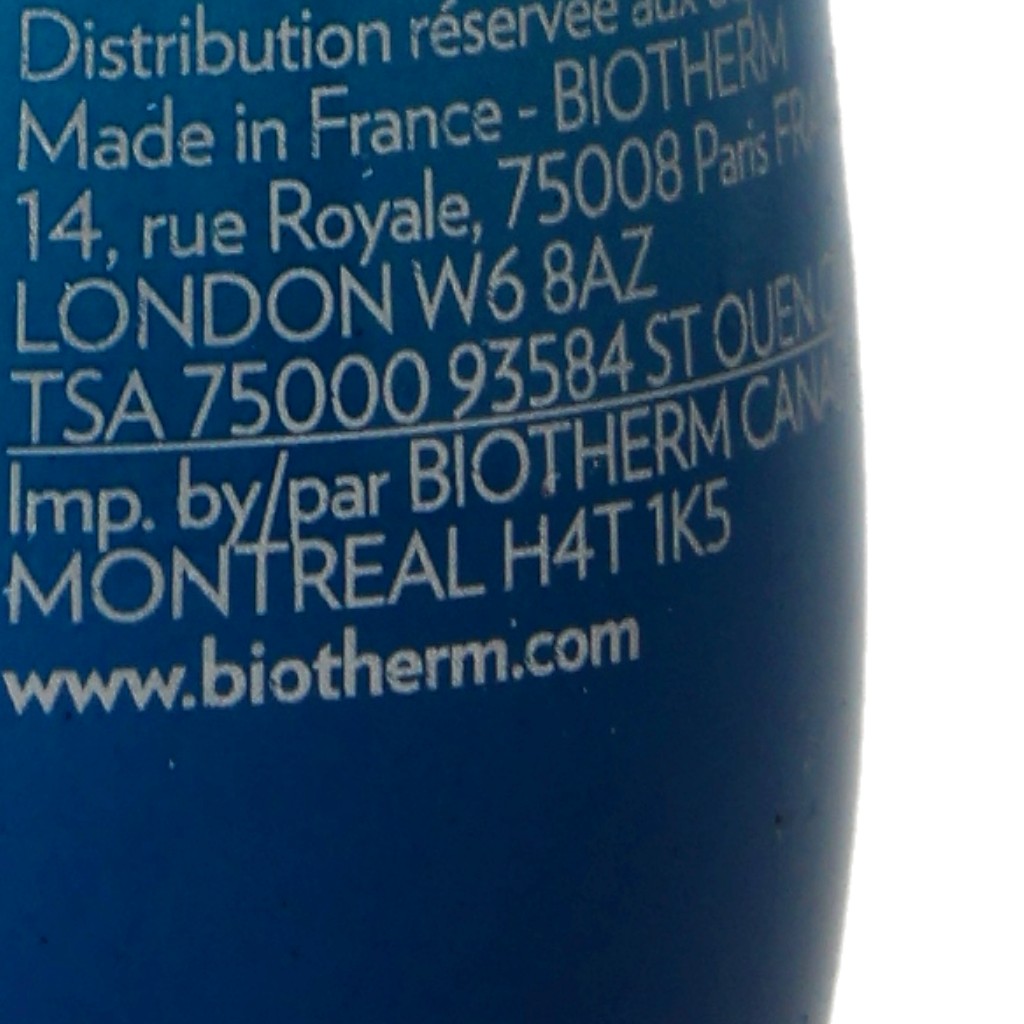 Distribution réservée aux
Made in France - BIOTHERM
14, rue Royale, 75008 Paris
LONDON W6 8AZ
TSA 75000 93584 ST OUEN
Imp. by/par BIOTHERM
MONTREAL H4T 1K5
www.biotherm.com